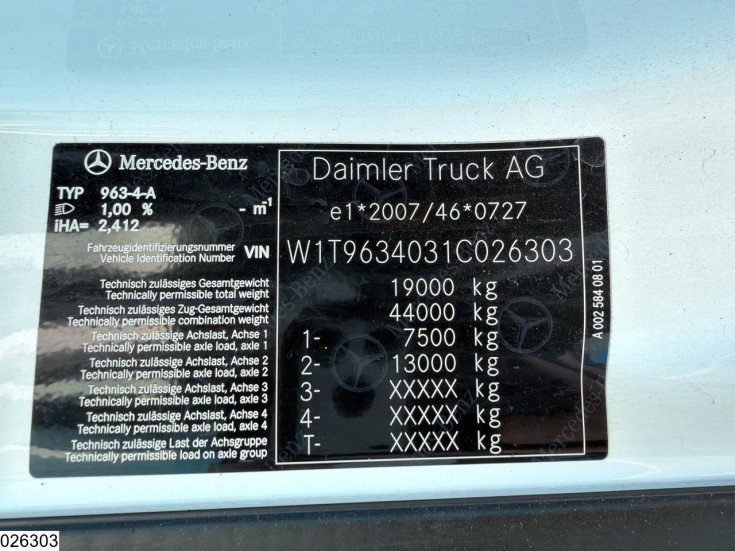 Mercedes-Benz
Daimler Truck AG
TYP 963-4-A
1,00 % - m⁻¹
e1*2007/46*0727
iHA= 2,412
Fahrzeugidentifizierungsnummer
Vehicle Identification Number VIN W1T9634031C026303
Technisch zulässiges Gesamtgewicht
Technically permissible total weight 19000 kg
Technisch zulässiges Zug-Gesamtgewicht
Technically permissible combination weight 44000 kg
Technisch zulässige Achslast, Achse 1
Technically permissible axle load, axle 1 1- 7500 kg
Technisch zulässige Achslast, Achse 2
Technically permissible axle load, axle 2 2- 13000 kg
Technisch zulässige Achslast, Achse 3
Technically permissible axle load, axle 3 3- XXXXX kg
Technisch zulässige Achslast, Achse 4
Technically permissible axle load, axle 4 4- XXXXX kg
Technisch zulässige Last der Achsgruppe
Technically permissible load on axle group T- XXXXX kg
A 002 584 08 01
026303